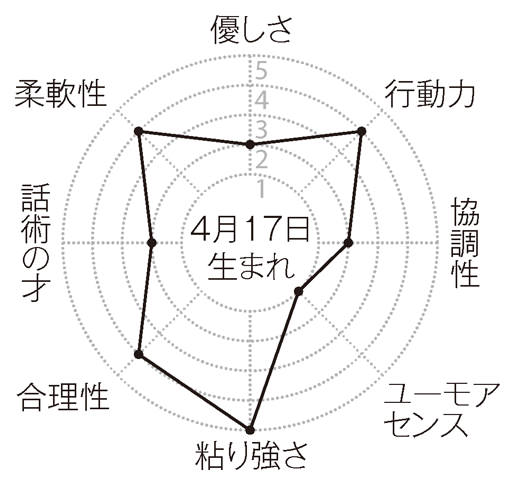 優しさ
行動力
協調性
ユーモア
センス
粘り強さ
合理性
話術の才
柔軟性
5
4
3
2
1
4月17日
生まれ